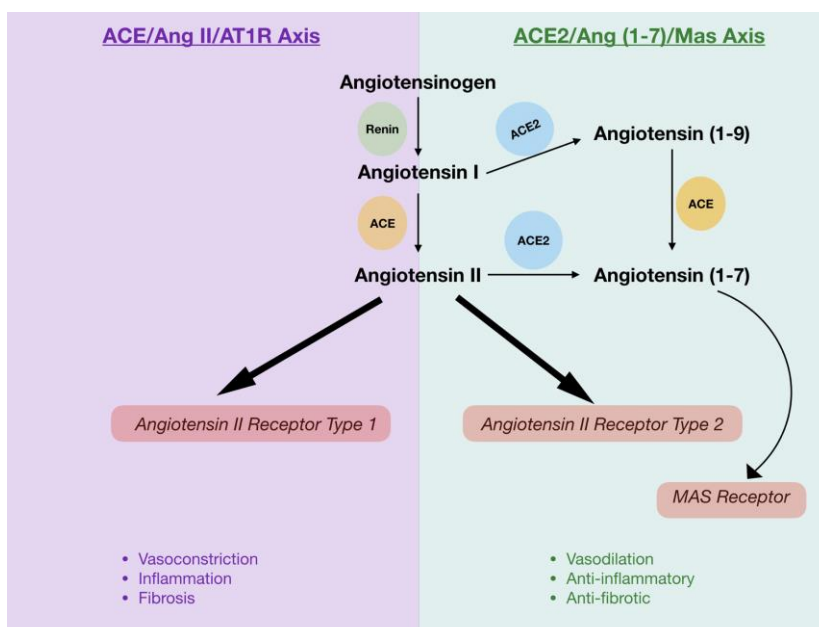 ACE/Ang II/AT1R Axis
ACE2/Ang (1-7)/Mas Axis
Angiotensinogen
Renin
ACE2
Angiotensin (1-9)
Angiotensin I
ACE
ACE
ACE2
Angiotensin II
Angiotensin (1-7)
Angiotensin II Receptor Type 1
Angiotensin II Receptor Type 2
MAS Receptor
• Vasoconstriction
• Inflammation
• Fibrosis
• Vasodilation
• Anti-inflammatory
• Anti-fibrotic